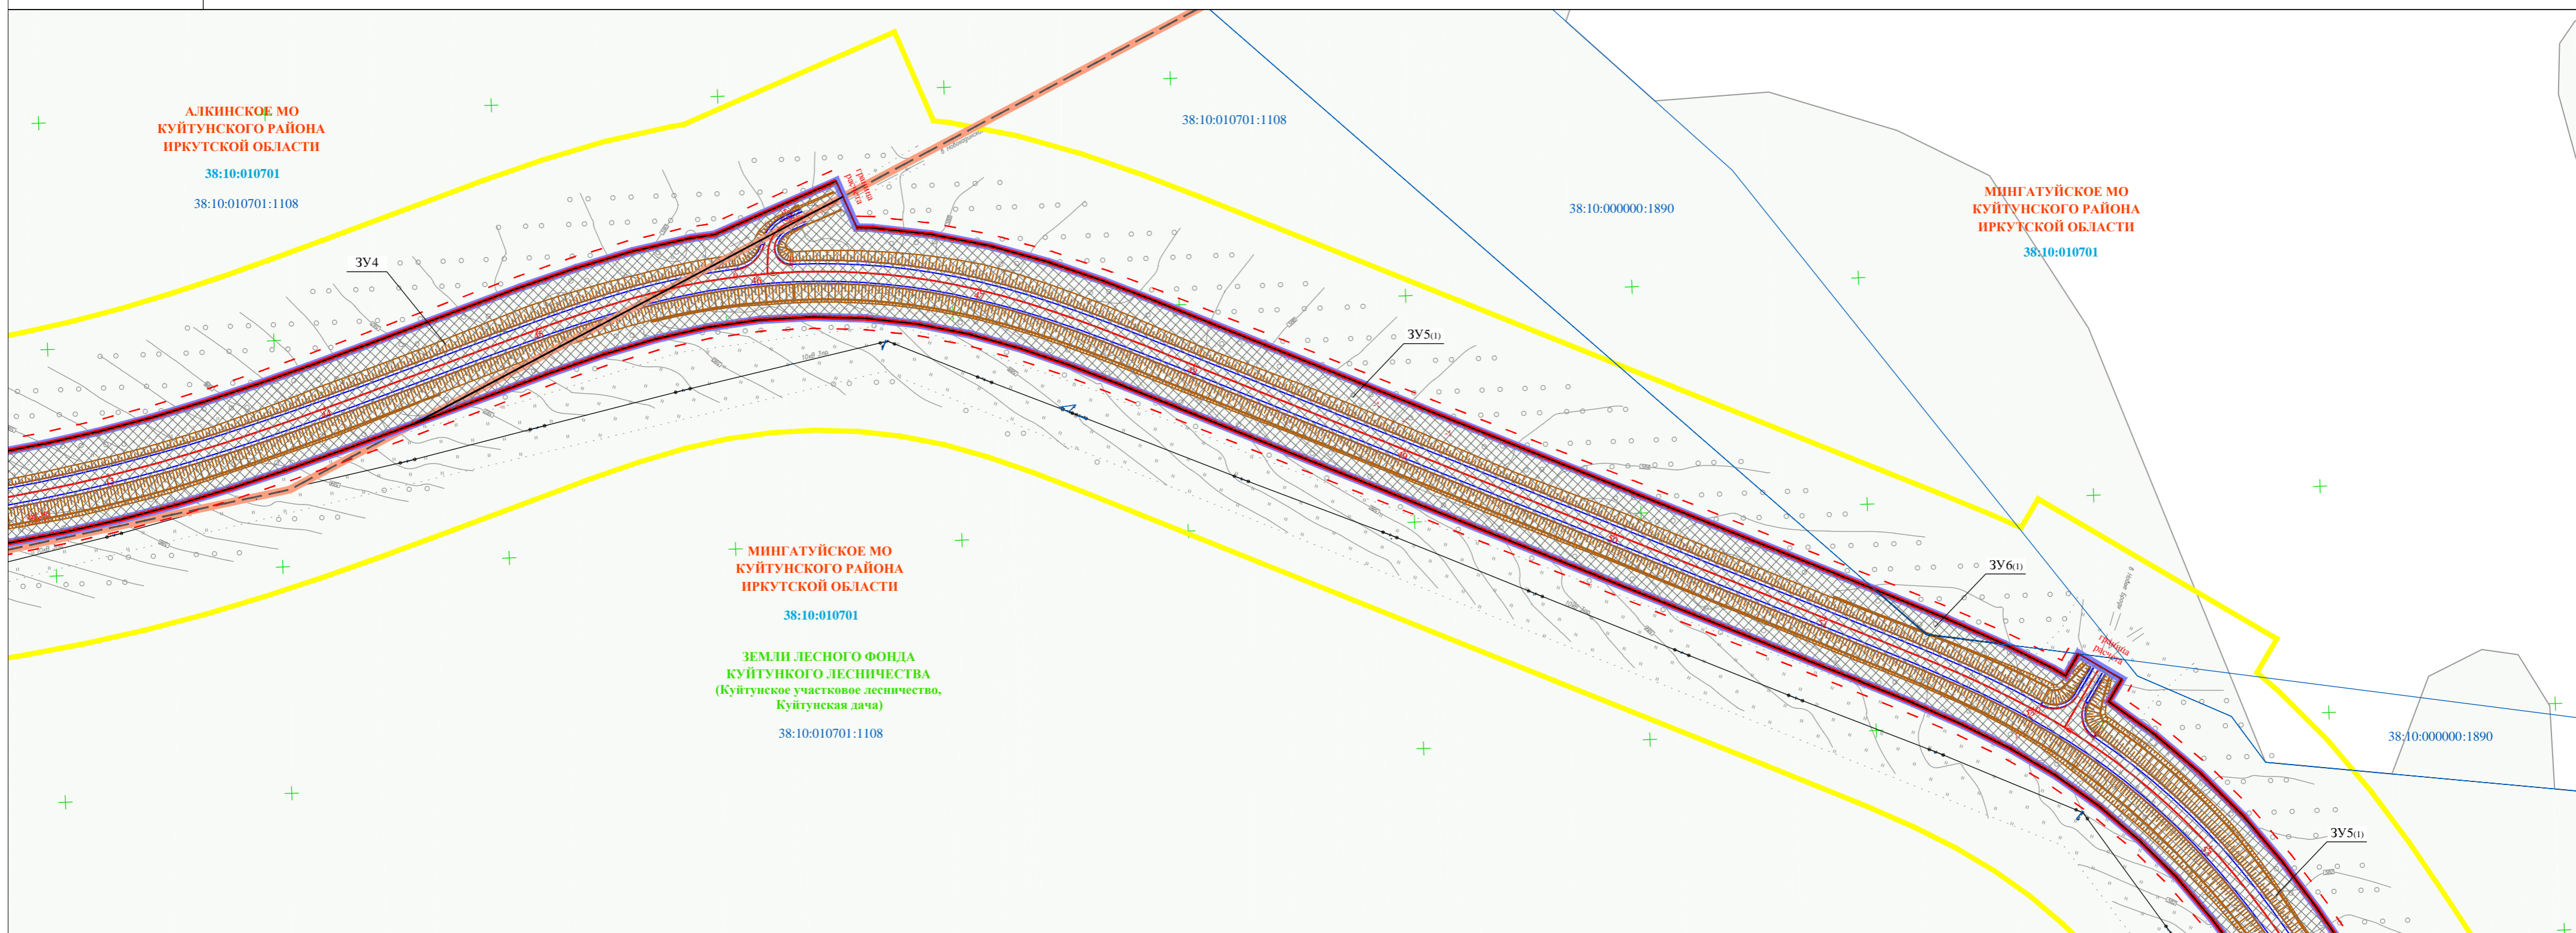 АЛКИНСКОЕ МО
КУЙТУНСКОГО РАЙОНА
ИРКУТСКОЙ ОБЛАСТИ
38:10:010701
38:10:010701:1108
ЗУ4
граница
расчета
38:10:010701:1108
38:10:000000:1890
МИНГАТУЙСКОЕ МО
КУЙТУНСКОГО РАЙОНА
ИРКУТСКОЙ ОБЛАСТИ
38:10:010701
ЗУ5(1)
46
47
МИНГАТУЙСКОЕ МО
КУЙТУНСКОГО РАЙОНА
ИРКУТСКОЙ ОБЛАСТИ
38:10:010701
ЗЕМЛИ ЛЕСНОГО ФОНДА
КУЙТУНКОГО ЛЕСНИЧЕСТВА
(Куйтунское участковое лесничество,
Куйтунская дача)
38:10:010701:1108
ЗУ6(1)
граница
расчета
38:10:000000:1890
ЗУ5(1)